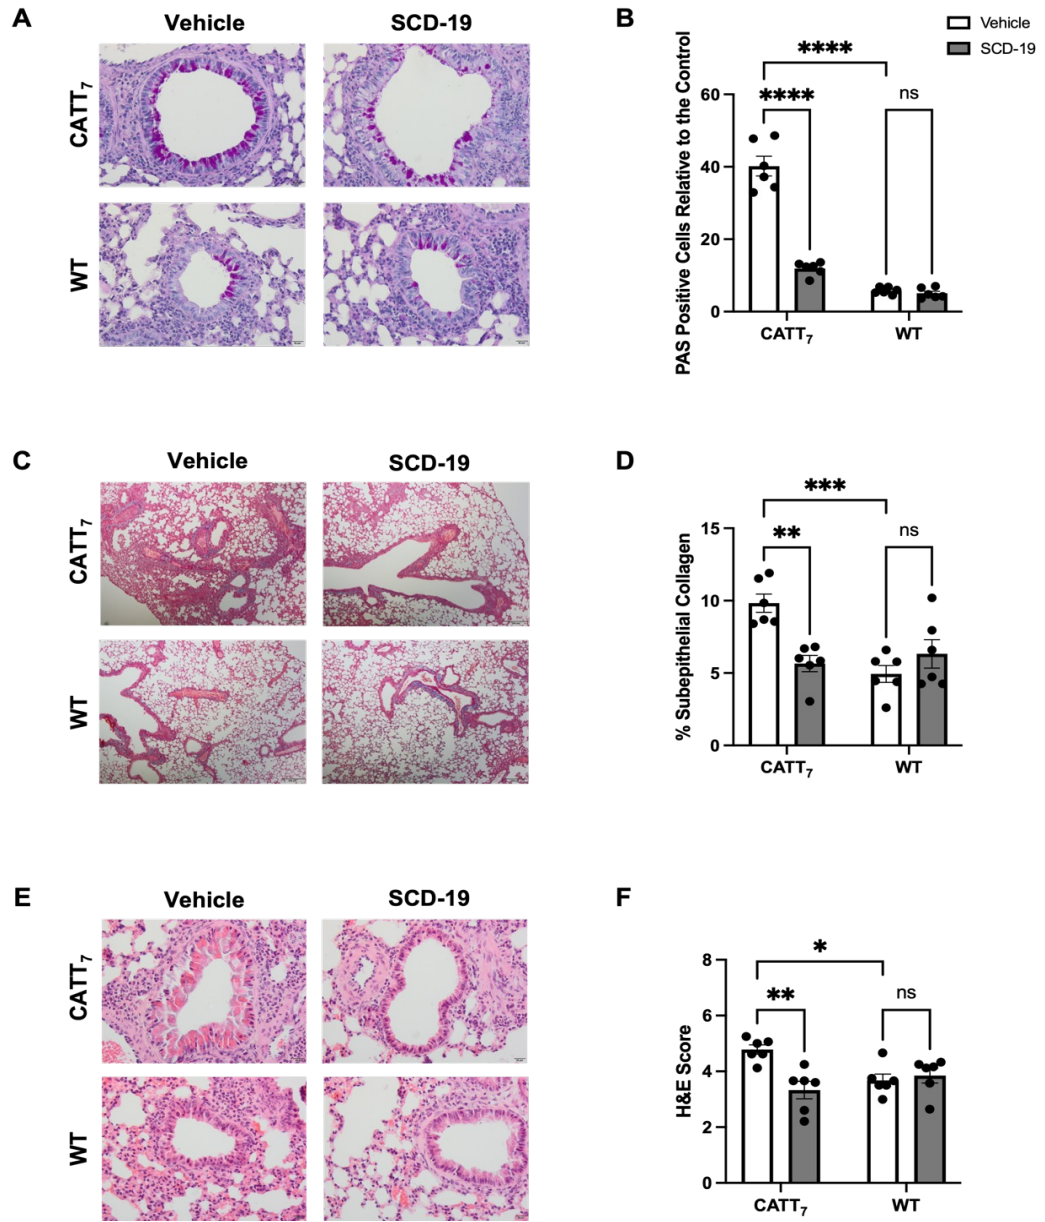 A
Vehicle
SCD-19
CATT7
WT
B
Vehicle
SCD-19
PAS Positive Cells Relative to the Control
60
40
20
0
****
****
ns
CATT7
WT
C
Vehicle
SCD-19
CATT7
WT
D
% Subepithelial Collagen
15
10
5
0
***
**
ns
CATT7
WT
E
Vehicle
SCD-19
CATT7
WT
F
H&E Score
8
6
4
2
0
*
**
ns
CATT7
WT